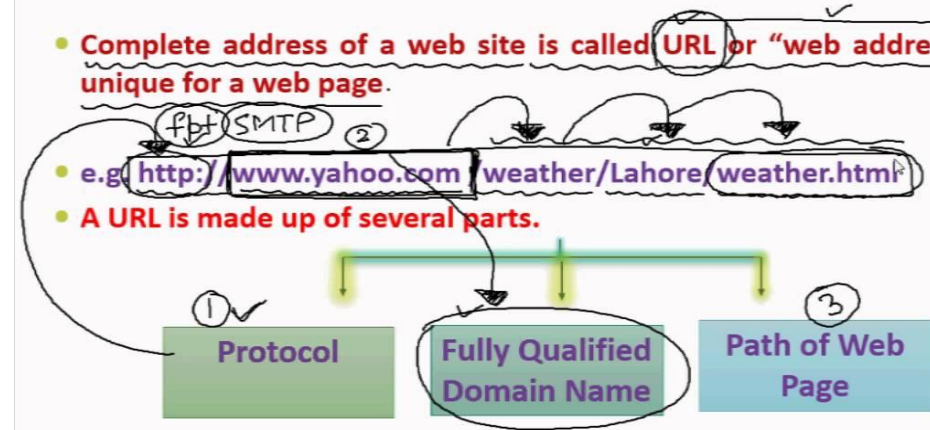 • Complete address of a web site is called URL or “web addre
unique for a web page.
fpt SMTP ②
• e.g. http://www.yahoo.com/weather/Lahore/weather.html
• A URL is made up of several parts.
① ③
Protocol
Fully Qualified
Domain Name
Path of Web
Page